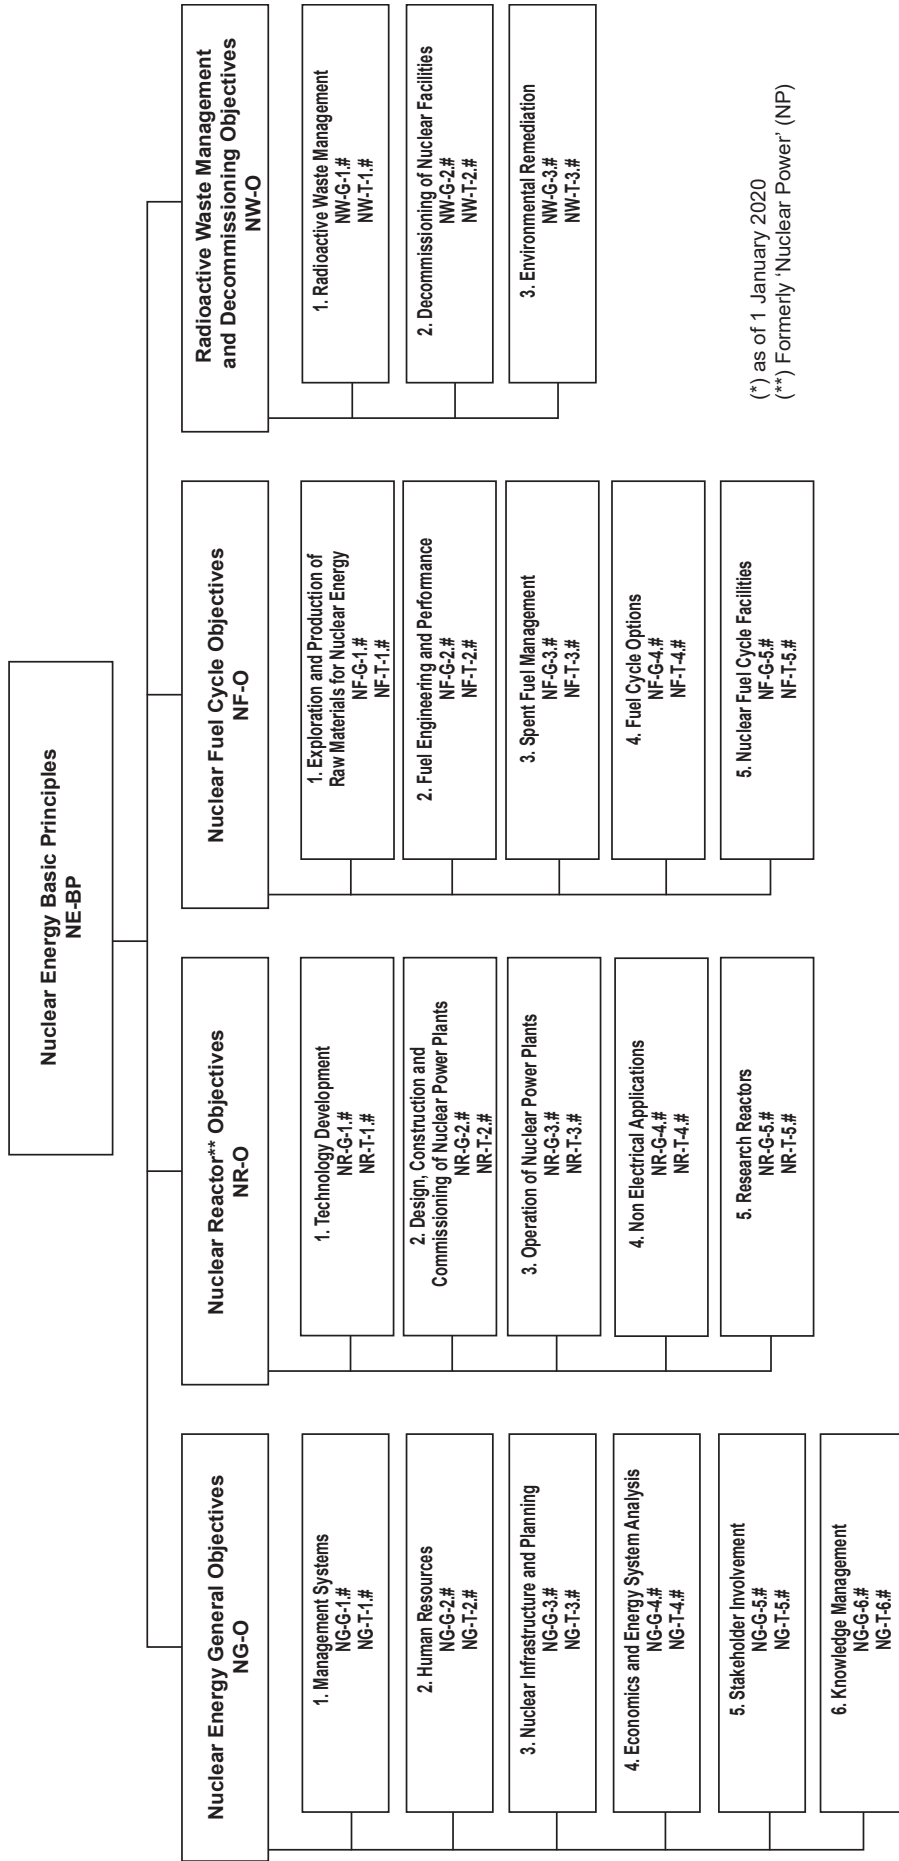 Nuclear Energy Basic Principles
NE-BP
Nuclear Energy General Objectives
NG-O
1. Management Systems
NG-G-1.#
NG-T-1.#
2. Human Resources
NG-G-2.#
NG-T-2.#
3. Nuclear Infrastructure and Planning
NG-G-3.#
NG-T-3.#
4. Economics and Energy System Analysis
NG-G-4.#
NG-T-4.#
5. Stakeholder Involvement
NG-G-5.#
NG-T-5.#
6. Knowledge Management
NG-G-6.#
NG-T-6.#
Nuclear Reactor** Objectives
NR-O
1. Technology Development
NR-G-1.#
NR-T-1.#
2. Design, Construction and
Commissioning of Nuclear Power Plants
NR-G-2.#
NR-T-2.#
3. Operation of Nuclear Power Plants
NR-G-3.#
NR-T-3.#
4. Non Electrical Applications
NR-G-4.#
NR-T-4.#
5. Research Reactors
NR-G-5.#
NR-T-5.#
Nuclear Fuel Cycle Objectives
NF-O
1. Exploration and Production of
Raw Materials for Nuclear Energy
NF-G-1.#
NF-T-1.#
2. Fuel Engineering and Performance
NF-G-2.#
NF-T-2.#
3. Spent Fuel Management
NF-G-3.#
NF-T-3.#
4. Fuel Cycle Options
NF-G-4.#
NF-T-4.#
5. Nuclear Fuel Cycle Facilities
NF-G-5.#
NF-T-5.#
Radioactive Waste Management
and Decommissioning Objectives
NW-O
1. Radioactive Waste Management
NW-G-1.#
NW-T-1.#
2. Decommissioning of Nuclear Facilities
NW-G-2.#
NW-T-2.#
3. Environmental Remediation
NW-G-3.#
NW-T-3.#
(*) as of 1 January 2020
(**) Formerly ‘Nuclear Power’ (NP)